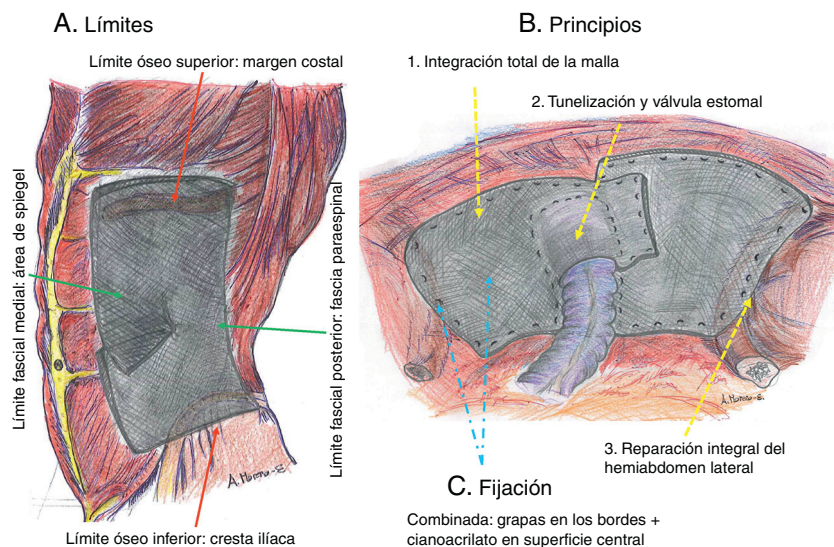 A. Límites
Límite óseo superior: margen costal
Límite fascial medial: área de spiegel
Límite fascial posterior: fascia paraespinal
A. Moreno-E.
Límite óseo inferior: cresta ilíaca
B. Principios
1. Integración total de la malla
2. Tunelización y válvula estomal
A. Moreno-E.
3. Reparación integral del
hemiabdomen lateral
C. Fijación
Combinada: grapas en los bordes +
cianoacrilato en superficie central